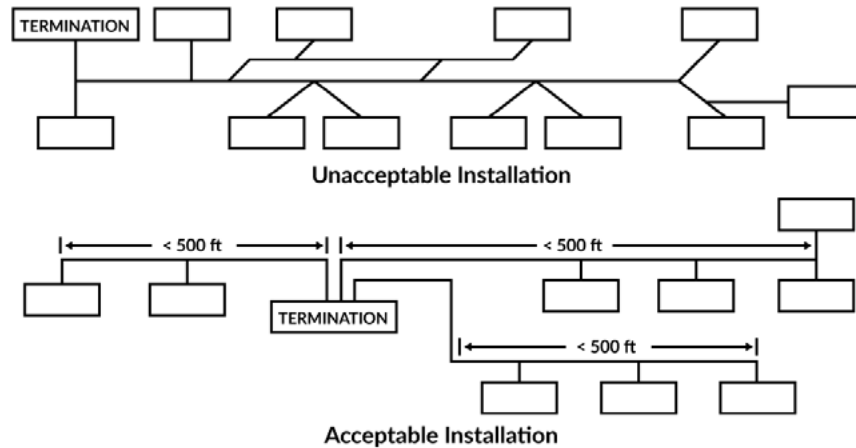 TERMINATION
Unacceptable Installation
< 500 ft
< 500 ft
TERMINATION
< 500 ft
Acceptable Installation